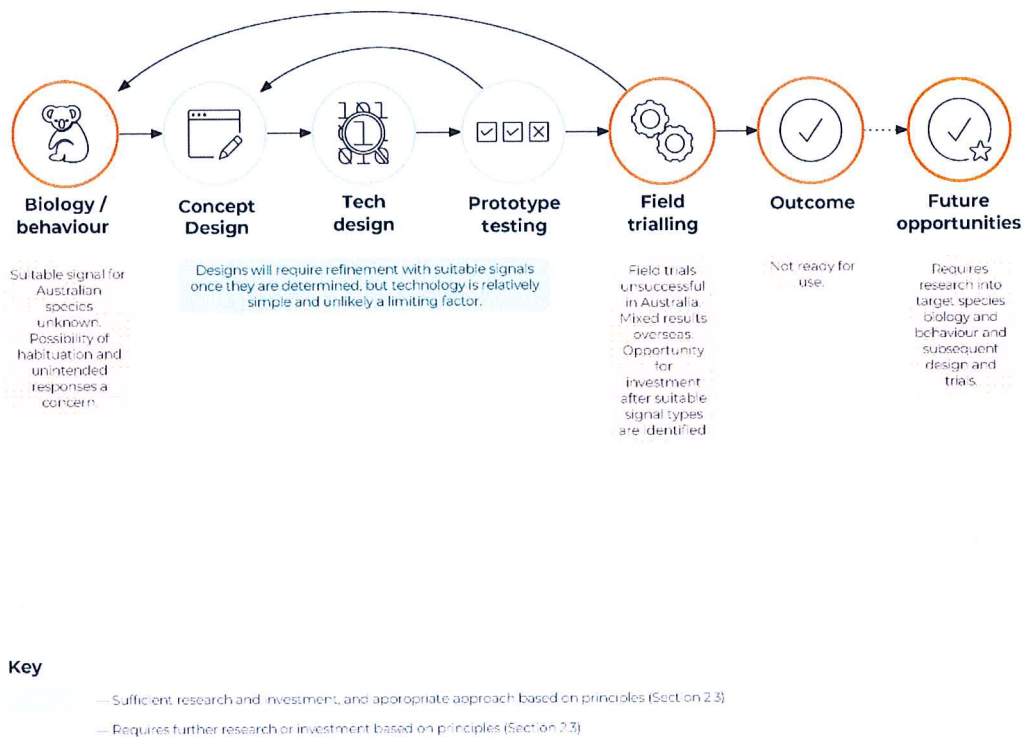 101
1
010
Biology /
behaviour
Concept
Design
Tech
design
Prototype
testing
Field
trialling
Outcome
Future
opportunities
Suitable signal for
Australian
species
unknown.
Possibility of
habituation and
unintended
responses a
concern.
Designs will require refinement with suitable signals
once they are determined, but technology is relatively
simple and unlikely a limiting factor.
Field trials
unsuccessful
in Australia.
Mixed results
overseas.
Opportunity
for
investment
after suitable
signal types
are identified
Not ready for
use.
Requires
research into
target species
biology and
behaviour and
subsequent
design and
trials.
Key
— Sufficient research and investment, and appropriate approach based on principles (Section 2.3)
— Requires further research or investment based on principles (Section 2.3)